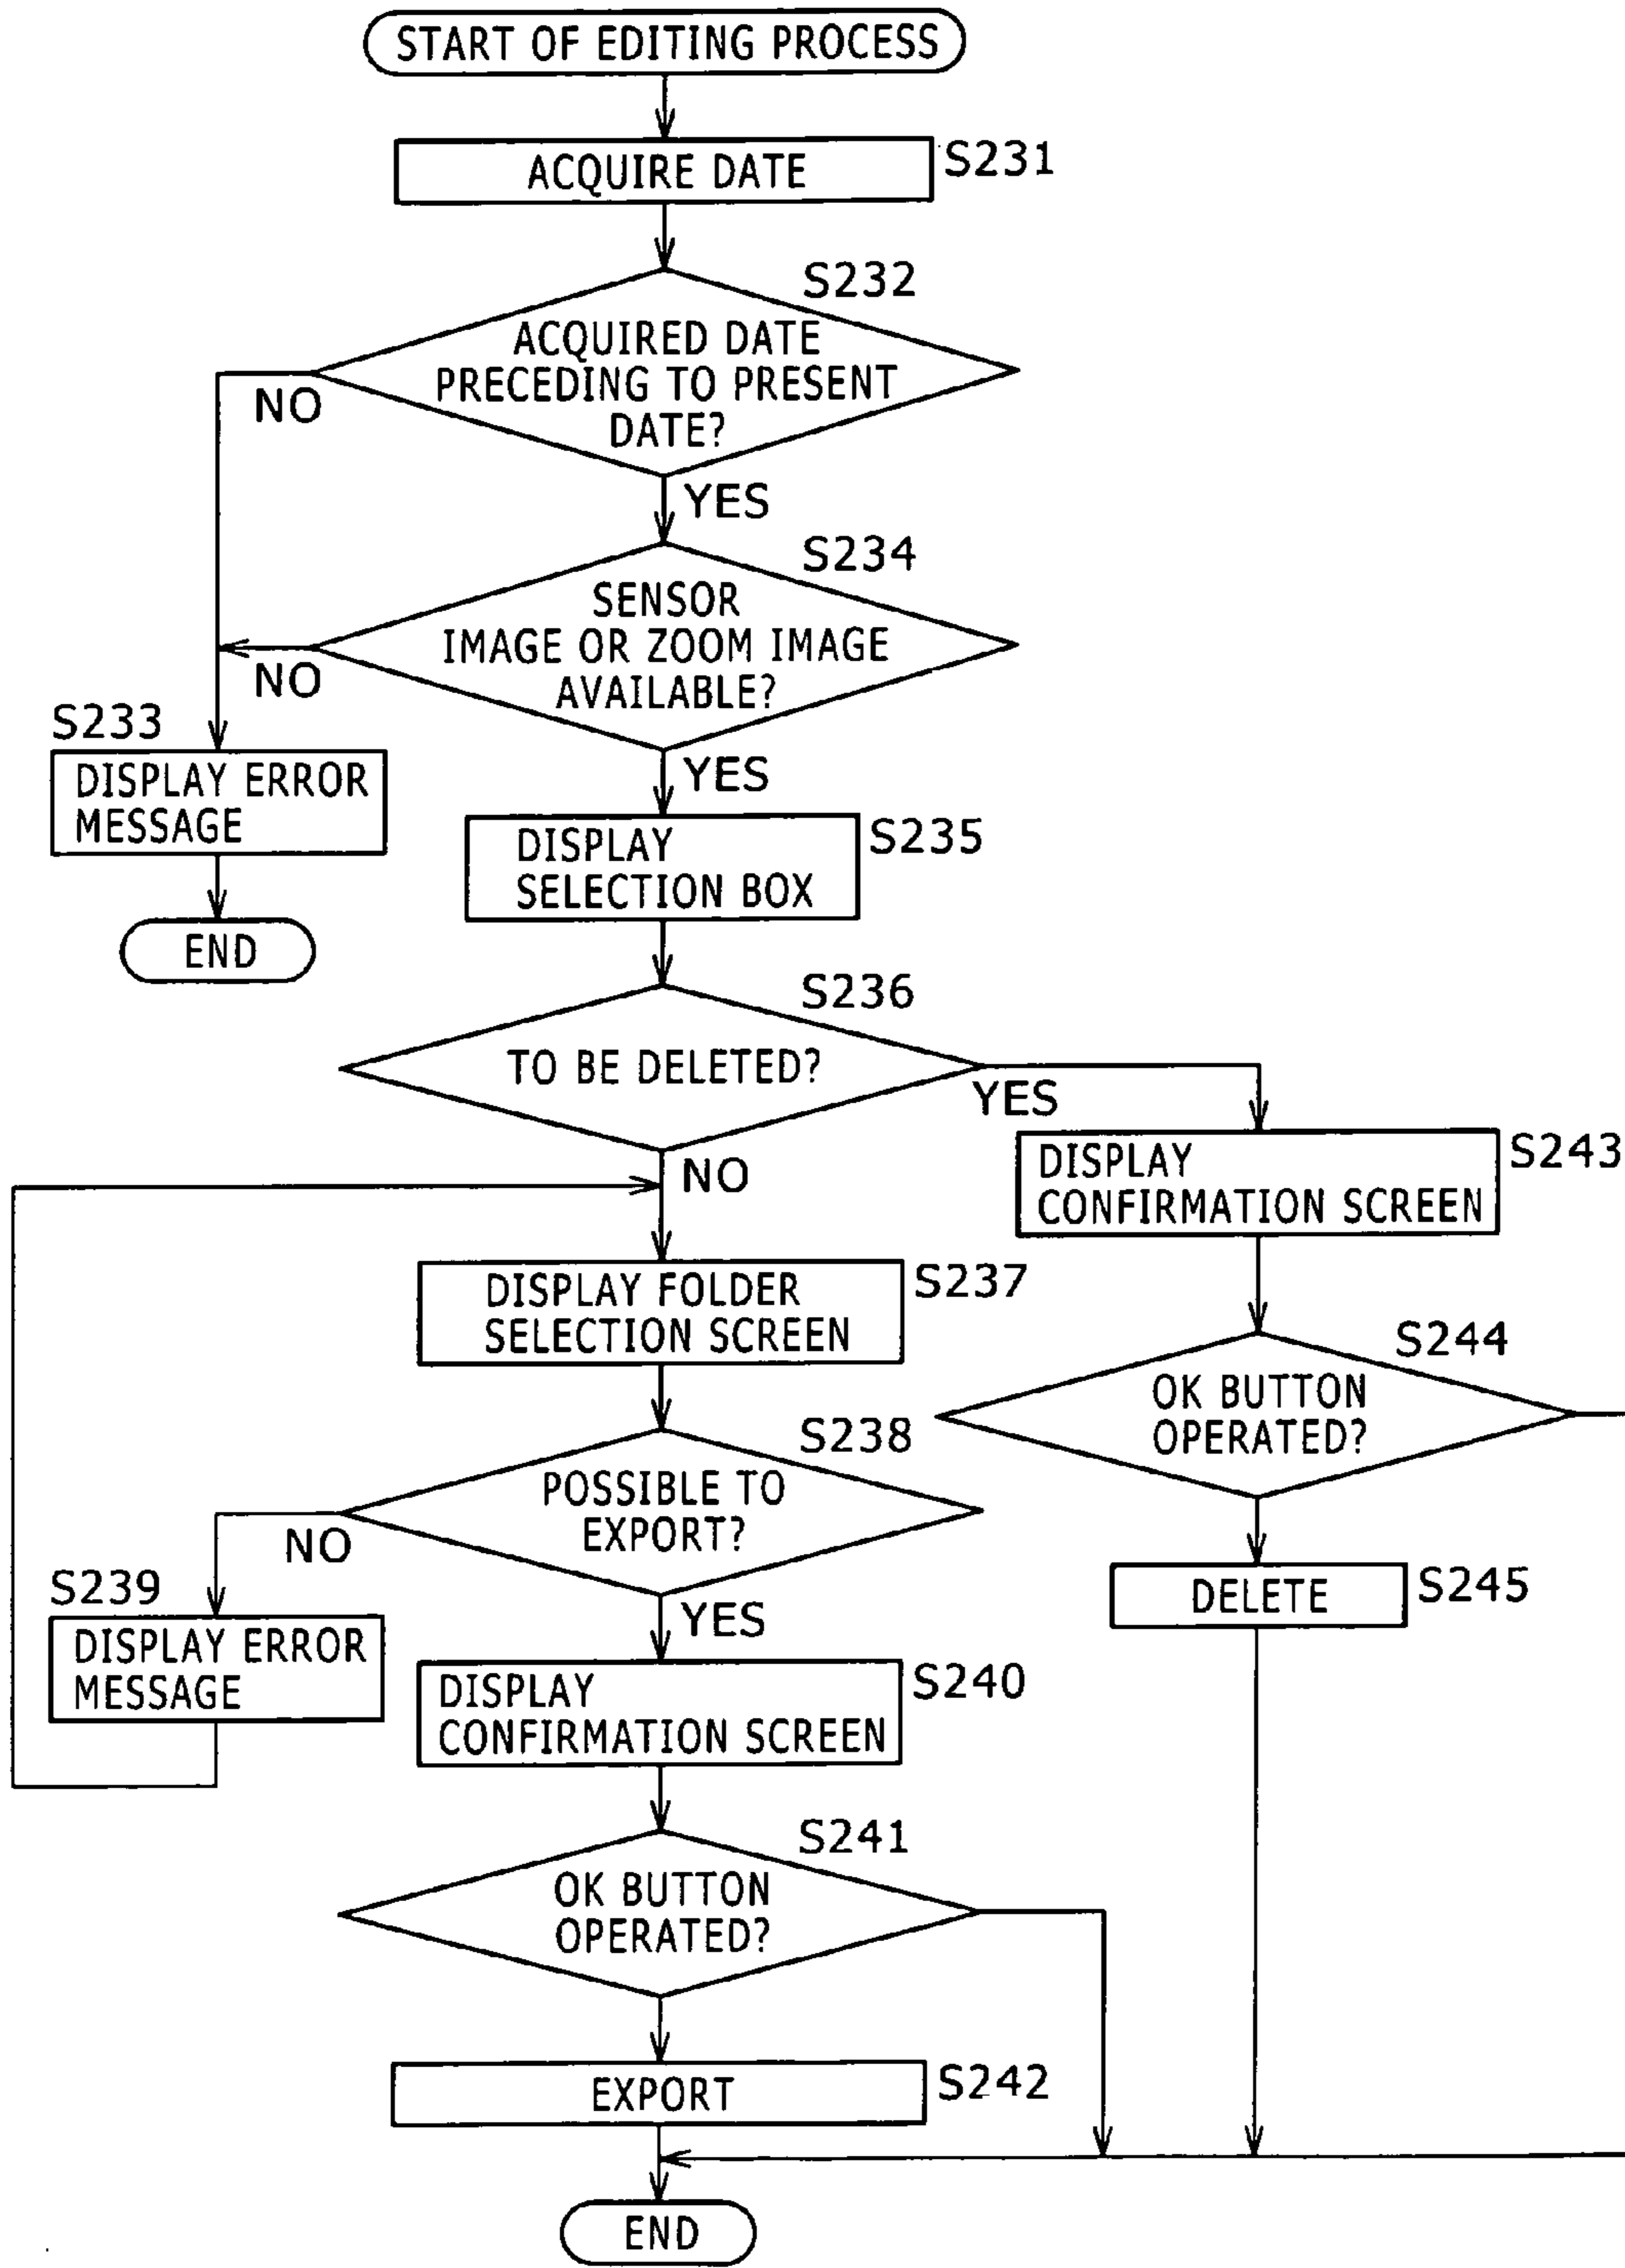 START OF EDITING PROCESS
ACQUIRE DATE
S231
S232
ACQUIRED DATE
PRECEDING TO PRESENT
DATE?
NO
YES
S234
SENSOR
IMAGE OR ZOOM IMAGE
AVAILABLE?
NO
YES
S233
DISPLAY ERROR
MESSAGE
END
DISPLAY
SELECTION BOX
S235
S236
TO BE DELETED?
YES
NO
S243
DISPLAY
CONFIRMATION SCREEN
DISPLAY FOLDER
SELECTION SCREEN
S237
S244
OK BUTTON
OPERATED?
S238
POSSIBLE TO
EXPORT?
NO
YES
S239
DISPLAY ERROR
MESSAGE
DELETE
S245
DISPLAY
CONFIRMATION SCREEN
S240
S241
OK BUTTON
OPERATED?
EXPORT
S242
END